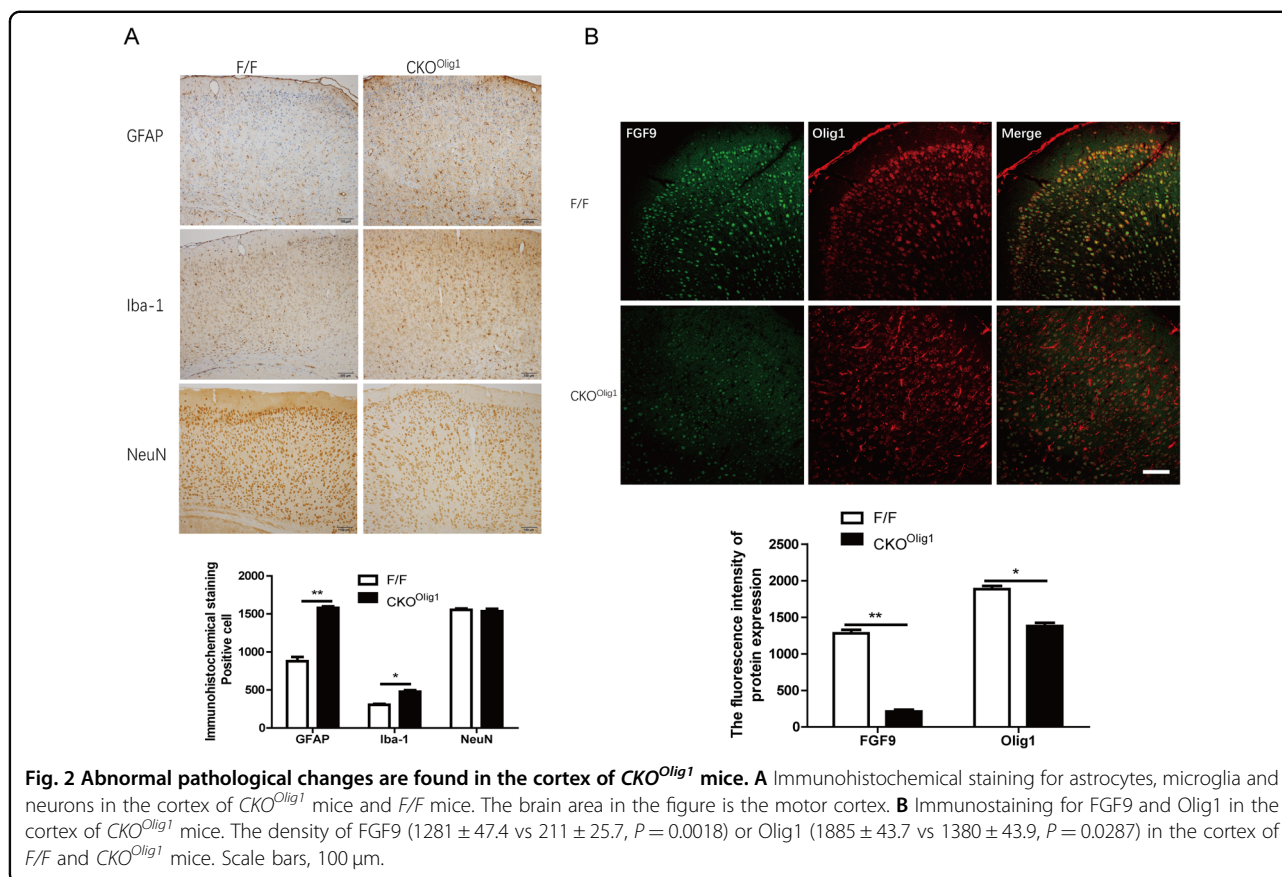 A
F/F
CKO^Olig1
GFAP
Iba-1
NeuN
F/F
CKO^Olig1
Immunohistochemical staining
Positive cell
2000
1500
1000
500
0
**
*
GFAP
Iba-1
NeuN
B
FGF9
Olig1
Merge
F/F
CKO^Olig1
F/F
CKO^Olig1
The fluorescence intensity of
protein expression
2500
2000
1500
1000
500
0
**
*
FGF9
Olig1
Fig. 2 Abnormal pathological changes are found in the cortex of CKO^Olig1 mice. A Immunohistochemical staining for astrocytes, microglia and
neurons in the cortex of CKO^Olig1 mice and F/F mice. The brain area in the figure is the motor cortex. B Immunostaining for FGF9 and Olig1 in the
cortex of CKO^Olig1 mice. The density of FGF9 (1281 ± 47.4 vs 211 ± 25.7, P = 0.0018) or Olig1 (1885 ± 43.7 vs 1380 ± 43.9, P = 0.0287) in the cortex of
F/F and CKO^Olig1 mice. Scale bars, 100 μm.